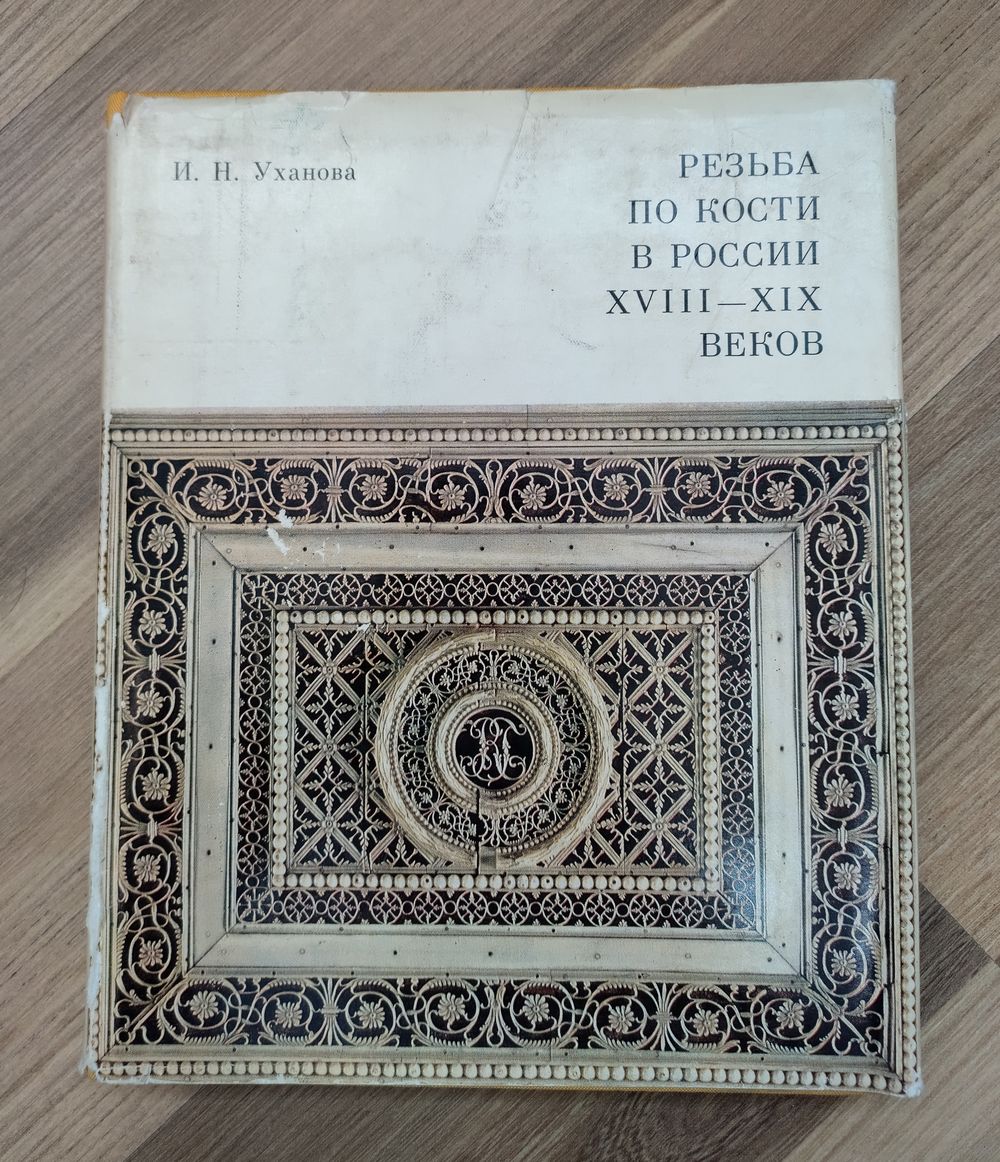 И. Н. Уханова
РЕЗЬБА
ПО КОСТИ
В РОССИИ
XVIII—XIX
ВЕКОВ